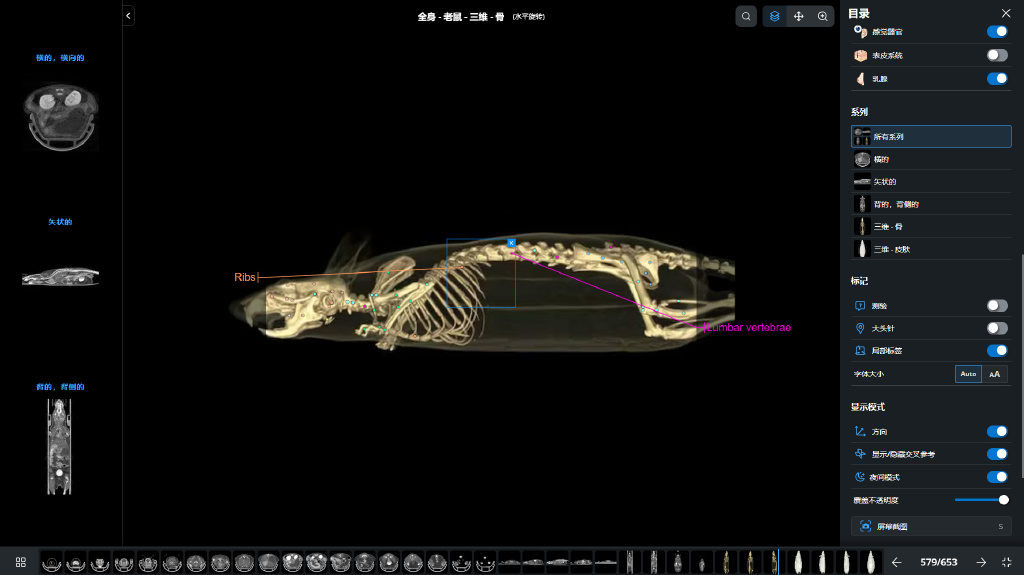 全身 - 老鼠 - 三维 - 骨 (水平旋转)
横的, 横向的
矢状的
背的, 背侧的
Ribs
Lumbar vertebrae
目录
感觉器官
表皮系统
乳腺
系列
所有系列
横的
矢状的
背的, 背侧的
三维 - 骨
三维 - 皮肤
标记
测验
大头针
局部标签
字体大小
Auto
AA
显示模式
方向
显示/隐藏交叉参考
夜间模式
覆盖不透明度
屏幕截图
S
579/653